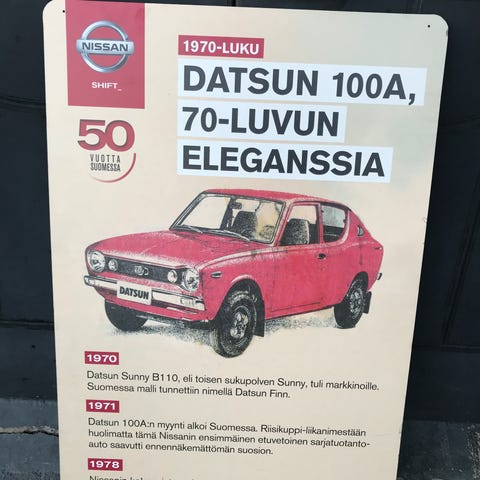 NISSAN
SHIFT_
1970-LUKU
DATSUN 100A,
70-LUVUN
ELEGANSSIA
50
VUOTTA
SUOMESSA
DATSUN
1970
Datsun Sunny B110, eli toisen sukupolven Sunny, tuli markkinoille.
Suomessa malli tunnettiin nimellä Datsun Finn.
1971
Datsun 100A:n myynti alkoi Suomessa. Riisikuppi-liikanimestään
huolimatta tämä Nissanin ensimmäinen etuvetoinen sarjatuotanto-
auto saavutti ennennäkemättömän suosion.
1978